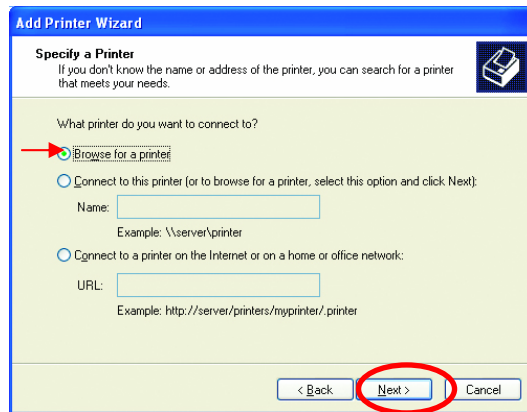 Add Printer Wizard
Specify a Printer
If you don't know the name or address of the printer, you can search for a printer
that meets your needs.
What printer do you want to connect to?
Browse for a printer
Connect to this printer (or to browse for a printer, select this option and click Next):
Name:
Example: \\server\printer
Connect to a printer on the Internet or on a home or office network:
URL:
Example: http://server/printers/myprinter/.printer
< Back
Next >
Cancel